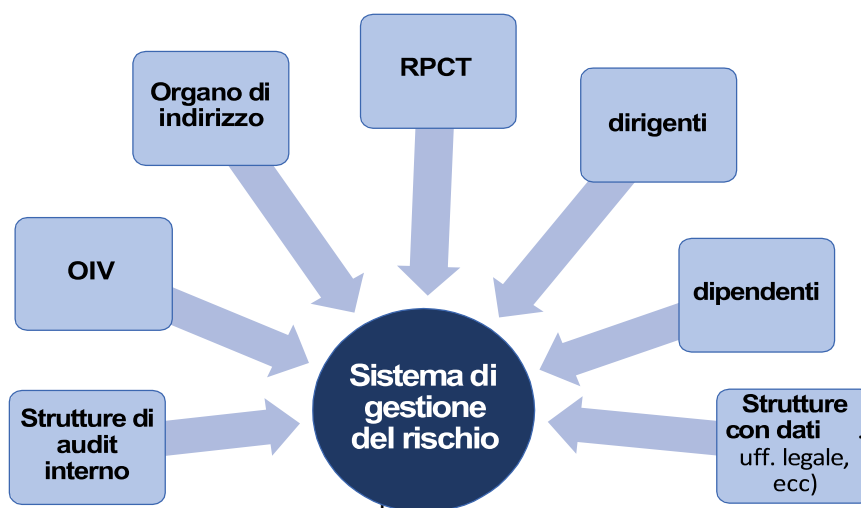 RPCT
Organo di
indirizzo
dirigenti
OIV
dipendenti
Sistema di
gestione
del rischio
Strutture di
audit
interno
Strutture
con dati .
uff. legale,
ecc)